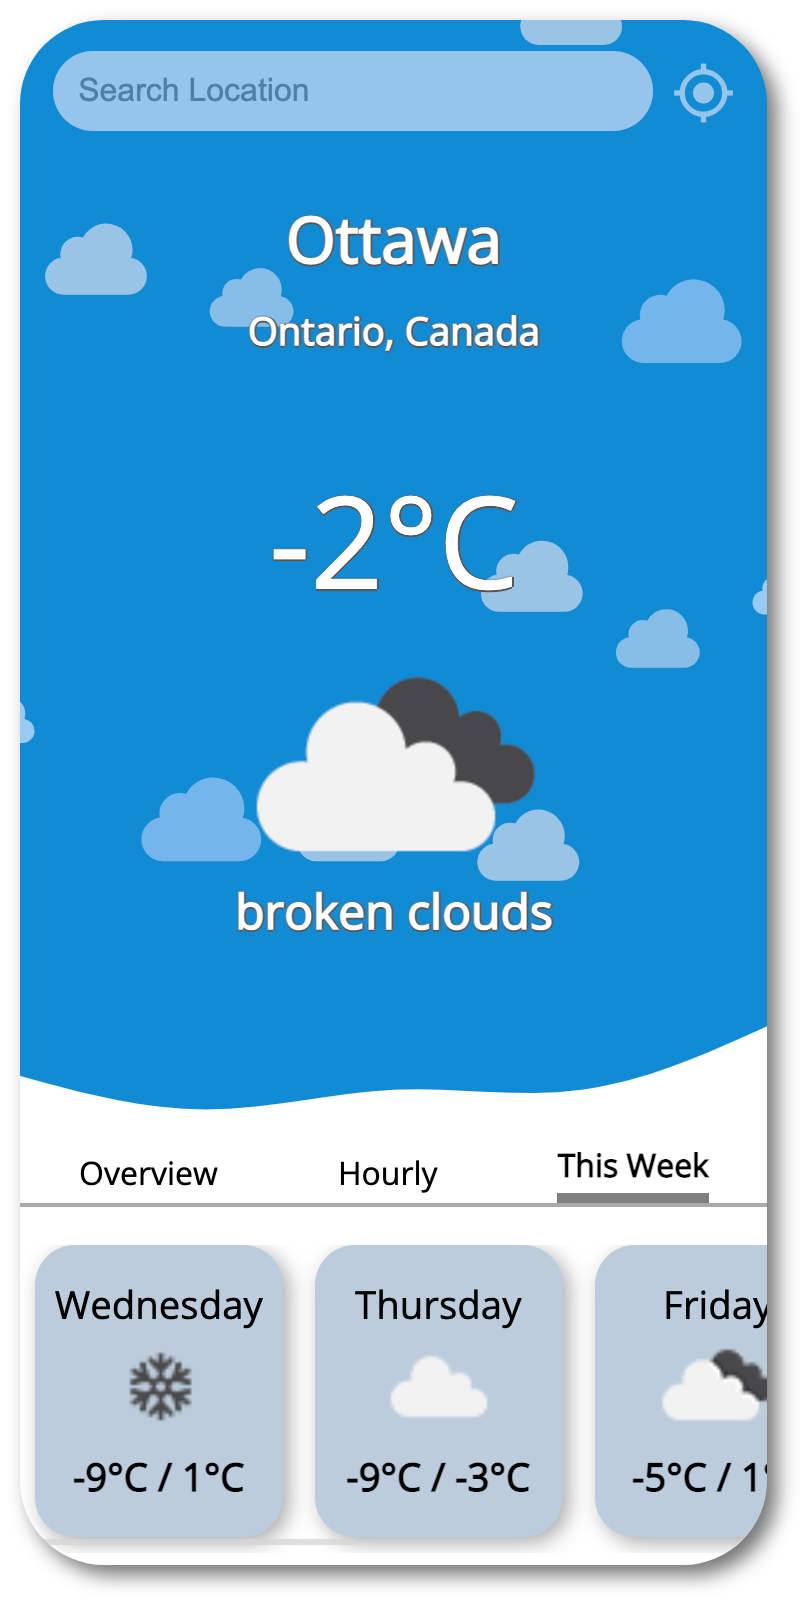 Search Location
Ottawa
Ontario, Canada
-2°C
broken clouds
Overview Hourly This Week
Wednesday Thursday Friday
-9°C / 1°C -9°C / -3°C -5°C / 1°